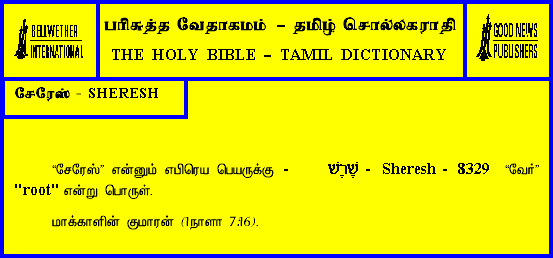 BELLWETHER
INTERNATIONAL
பரிசுத்த வேதாகமம் – தமிழ் சொல்லகராதி
THE HOLY BIBLE – TAMIL DICTIONARY
GOOD NEWS
PUBLISHERS
சேரேஸ் - SHERESH
“சேரேஸ்” என்னும் எபிரெய பெயருக்கு - שֶׁרֶשׁ - Sheresh - 8329 “வேர்”
"root" என்று பொருள்.
மாக்காளின் குமாரன் (1நாளா 7:16).